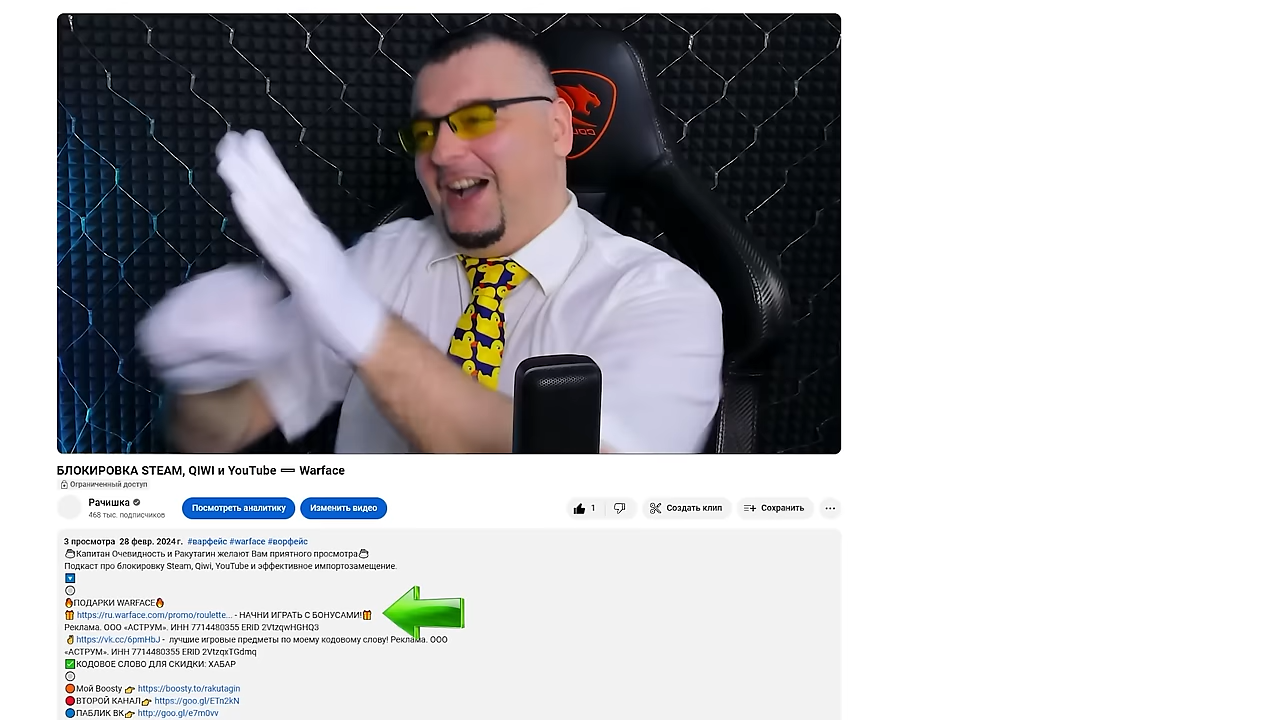 БЛОКИРОВКА STEAM, QIWI и YouTube ➖ Warface
Ограниченный доступ
Рачишка
468 тыс. подписчиков
Посмотреть аналитику
Изменить видео
1
Создать клип
Сохранить
3 просмотра 28 февр. 2024 г. #варфейс #warface #ворфейс
Капитан Очевидность и Ракутагин желают Вам приятного просмотра
Подкаст про блокировку Steam, Qiwi, YouTube и эффективное импортозамещение.
ПОДАРКИ WARFACE
https://ru.warface.com/promo/roulette... - НАЧНИ ИГРАТЬ С БОНУСАМИ!
Реклама. ООО «АСТРУМ». ИНН 7714480355 ERID 2VtzqwHGHQ3
https://vk.cc/6pmHbJ - лучшие игровые предметы по моему кодовому слову! Реклама. ООО
«АСТРУМ». ИНН 7714480355 ERID 2VtzqxTGdmq
КОДОВОЕ СЛОВО ДЛЯ СКИДКИ: ХАБАР
Мой Boosty https://boosty.to/rakutagin
ВТОРОЙ КАНАЛ https://goo.gl/ETn2kN
ПАБЛИК ВК http://goo.gl/e7m0vv